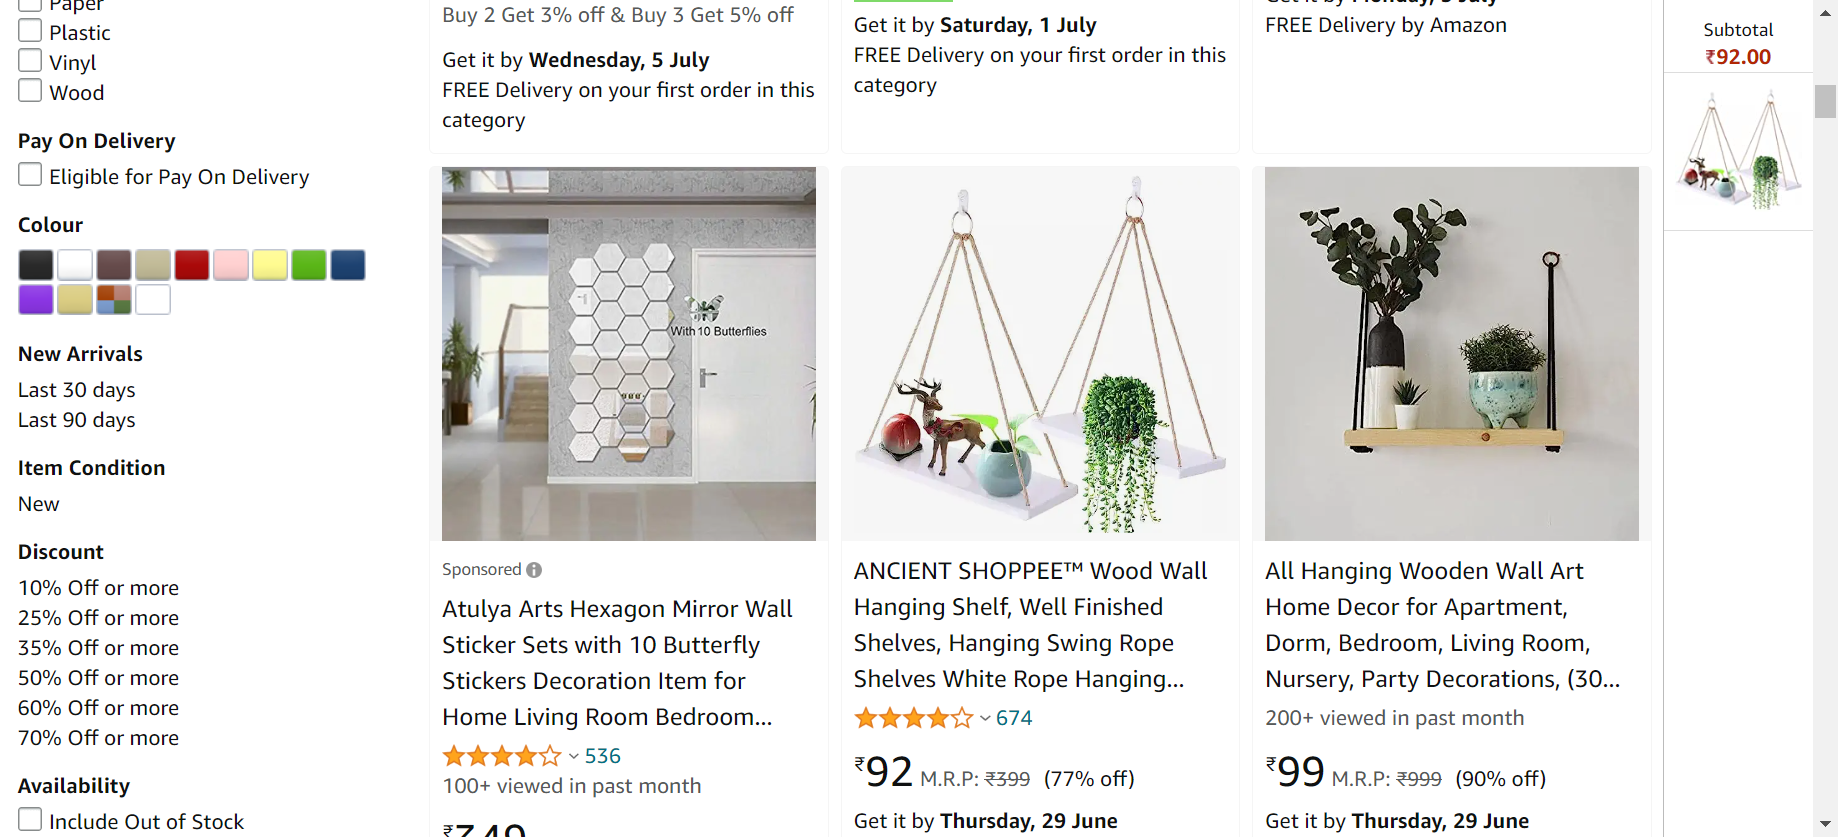 Paper
Plastic
Vinyl
Wood
Pay On Delivery
Eligible for Pay On Delivery
Colour
New Arrivals
Last 30 days
Last 90 days
Item Condition
New
Discount
10% Off or more
25% Off or more
35% Off or more
50% Off or more
60% Off or more
70% Off or more
Availability
Include Out of Stock
Buy 2 Get 3% off & Buy 3 Get 5% off
Get it by Wednesday, 5 July
FREE Delivery on your first order in this
category
Get it by Saturday, 1 July
FREE Delivery on your first order in this
category
Get it by Monday, 3 July
FREE Delivery by Amazon
With 10 Butterflies
Sponsored
Atulya Arts Hexagon Mirror Wall
Sticker Sets with 10 Butterfly
Stickers Decoration Item for
Home Living Room Bedroom...
536
100+ viewed in past month
ANCIENT SHOPPEE™ Wood Wall
Hanging Shelf, Well Finished
Shelves, Hanging Swing Rope
Shelves White Rope Hanging...
674
₹92 M.R.P: ₹399 (77% off)
Get it by Thursday, 29 June
All Hanging Wooden Wall Art
Home Decor for Apartment,
Dorm, Bedroom, Living Room,
Nursery, Party Decorations, (30...
200+ viewed in past month
₹99 M.R.P: ₹999 (90% off)
Get it by Thursday, 29 June
Subtotal
₹92.00